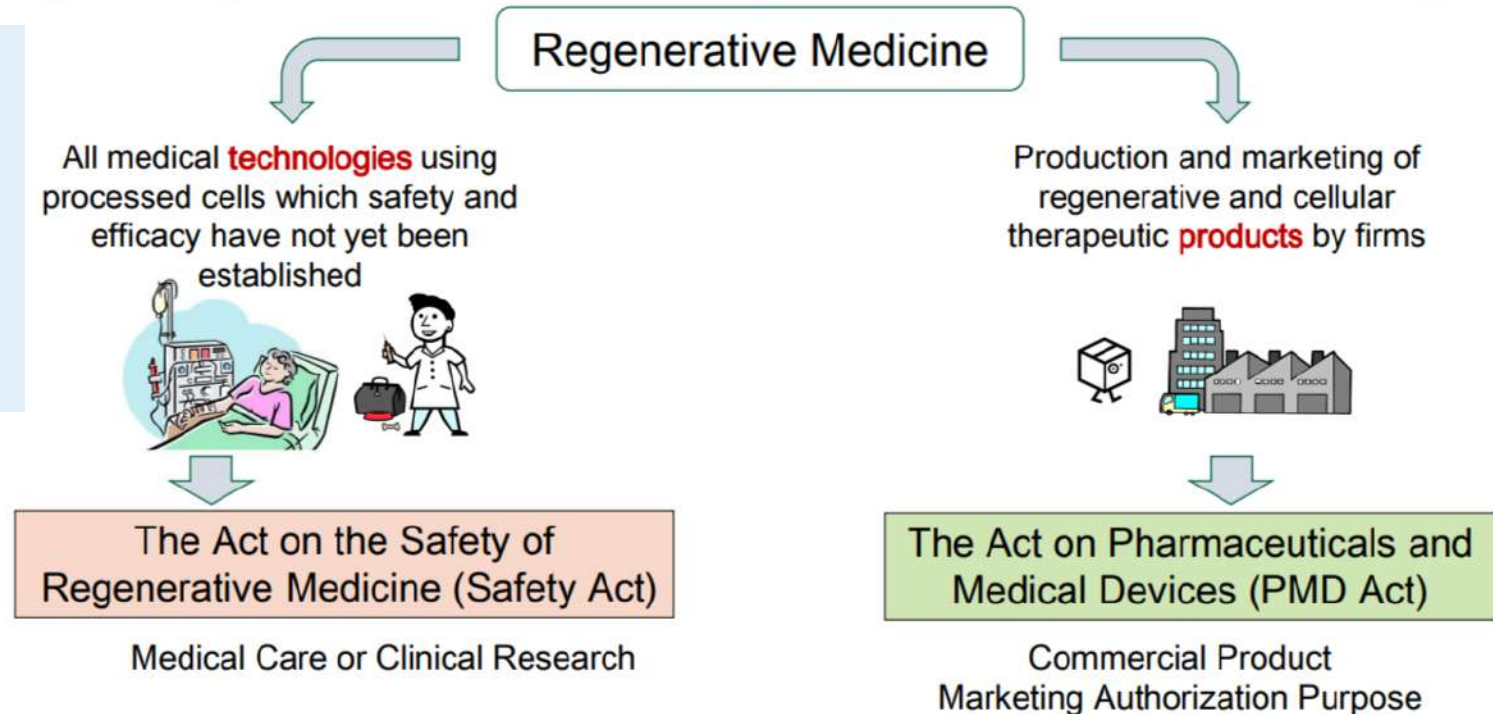 Regenerative Medicine
All medical technologies using
processed cells which safety and
efficacy have not yet been
established
Production and marketing of
regenerative and cellular
therapeutic products by firms
The Act on the Safety of
Regenerative Medicine (Safety Act)
The Act on Pharmaceuticals and
Medical Devices (PMD Act)
Medical Care or Clinical Research
Commercial Product
Marketing Authorization Purpose